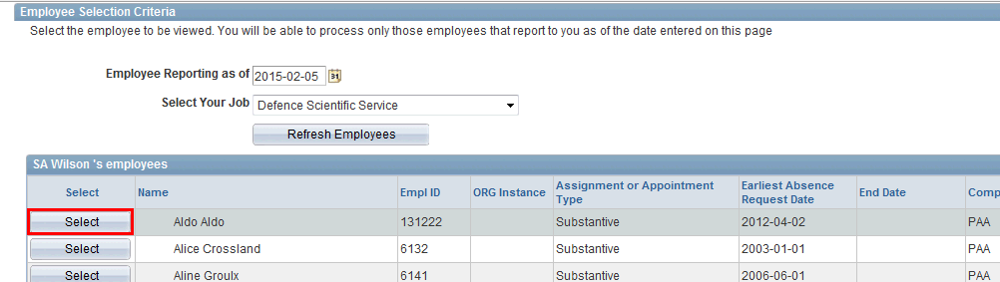 Employee Selection Criteria
Select the employee to be viewed. You will be able to process only those employees that report to you as of the date entered on this page
Employee Reporting as of 2015-02-05 31
Select Your Job Defence Scientific Service
Refresh Employees
SA Wilson 's employees
Select Name Empl ID ORG Instance Assignment or Appointment Type Earliest Absence Request Date End Date Comp
Select Aldo Aldo 131222 Substantive 2012-04-02 PAA
Select Alice Crossland 6132 Substantive 2003-01-01 PAA
Select Aline Groulx 6141 Substantive 2006-06-01 PAA